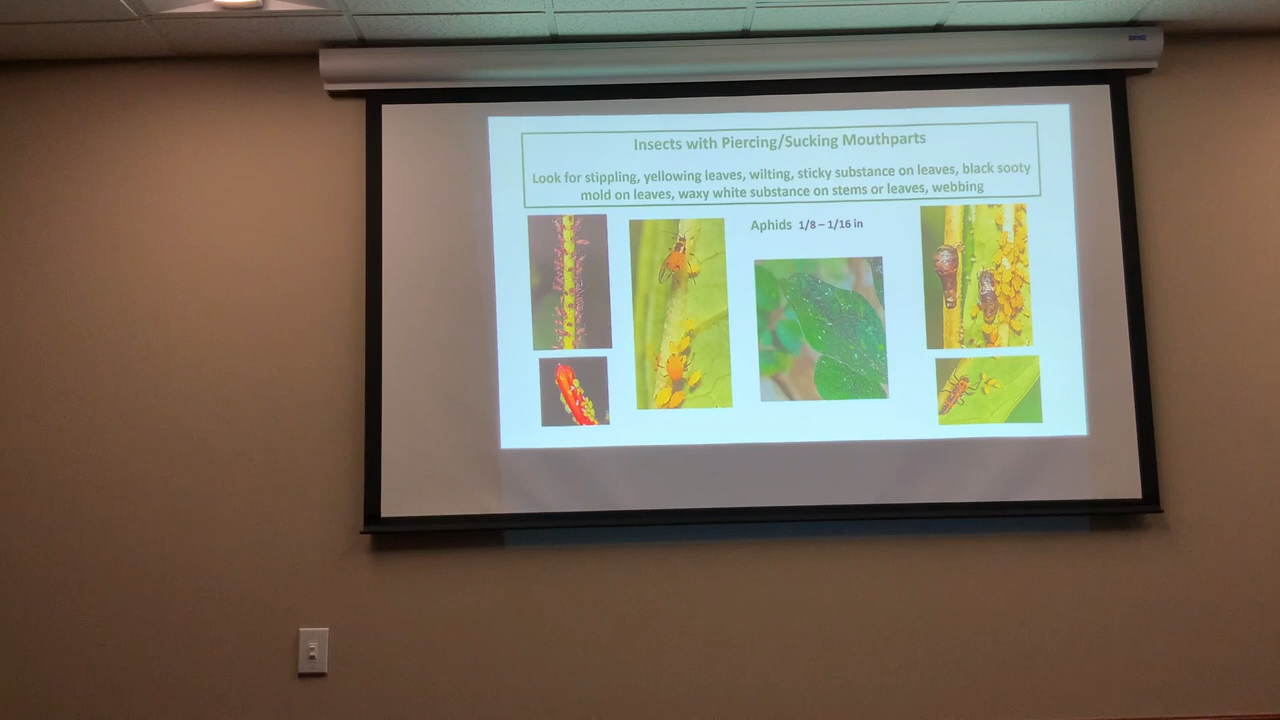 Insects with Piercing/Sucking Mouthparts
Look for stippling, yellowing leaves, wilting, sticky substance on leaves, black sooty
mold on leaves, waxy white substance on stems or leaves, webbing
Aphids 1/8 – 1/16 in